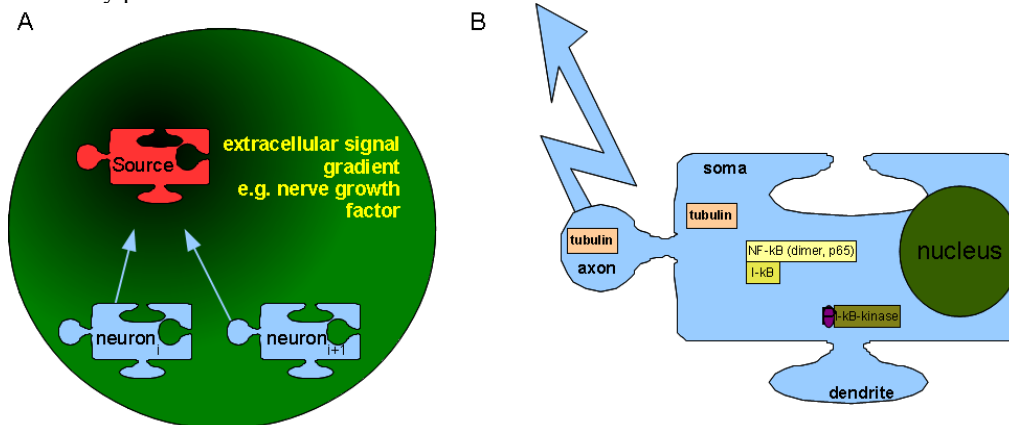 A
Source
extracellular signal
gradient
e.g. nerve growth
factor
neuron i
neuron i+1
B
soma
tubulin
tubulin
axon
NF-kB (dimer, p65)
I-kB
nucleus
I-kB-kinase
dendrite